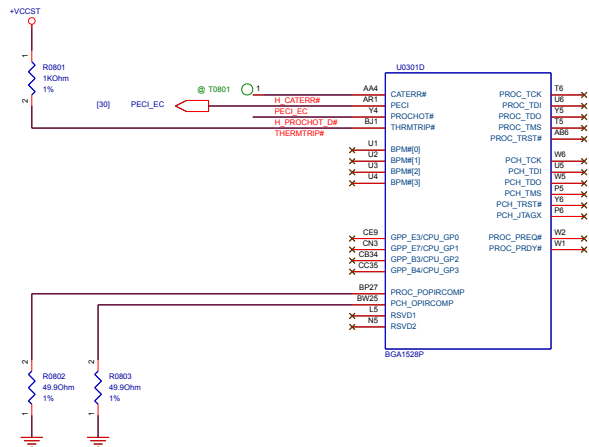 +VCCST
1
R0801
1KOhm
1%
2
@ T0801
1
[30]
PECI_EC
H_CATERR#
PECI_EC
H_PROCHOT_D#
THERMTRIP#
U0301D
AA4
CATERR#
AR1
PECI
Y4
PROCHOT#
BJ1
THRMTRIP#
U1
BPM#[0]
U2
BPM#[1]
U3
BPM#[2]
U4
BPM#[3]
CE9
GPP_E3/CPU_GP0
CN3
GPP_E7/CPU_GP1
CB34
GPP_B3/CPU_GP2
CC35
GPP_B4/CPU_GP3
BP27
PROC_POPIRCOMP
BW25
PCH_OPIRCOMP
L5
RSVD1
N5
RSVD2
PROC_TCK
T6
PROC_TDI
U6
PROC_TDO
Y5
PROC_TMS
T5
PROC_TRST#
AB6
PCH_TCK
W6
PCH_TDI
U5
PCH_TDO
W5
PCH_TMS
P5
PCH_TRST#
Y6
PCH_JTAGX
P6
PROC_PREQ#
W2
PROC_PRDY#
W1
BGA1528P
2
R0802
49.9Ohm
1%
1
2
R0803
49.9Ohm
1%
1